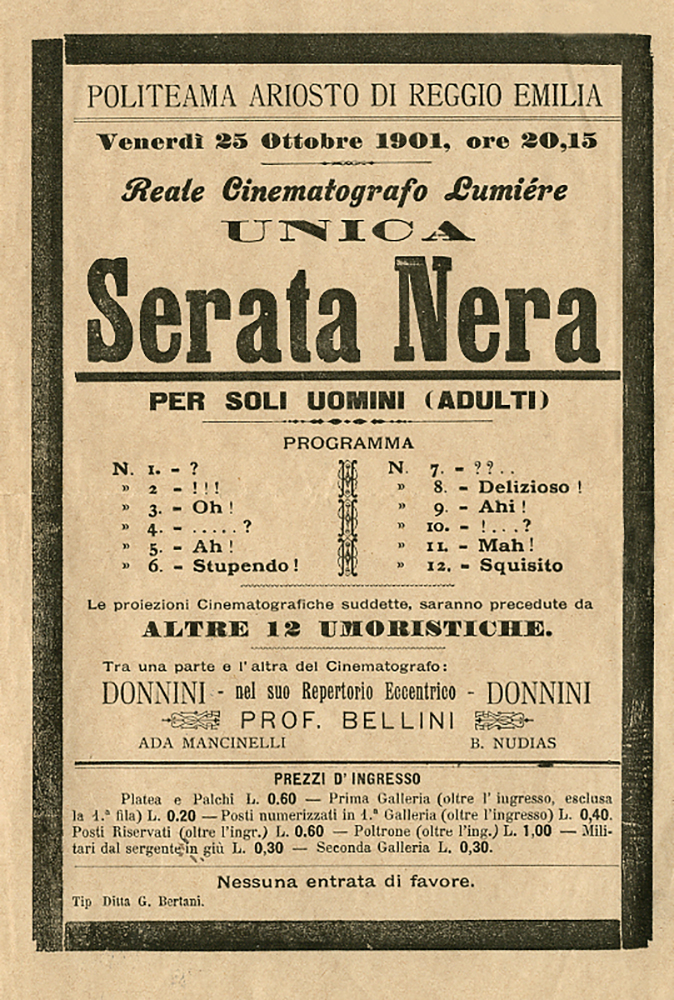 POLITEAMA ARIOSTO DI REGGIO EMILIA
Venerdì 25 Ottobre 1901, ore 20,15
Reale Cinematografo Lumiére
UNICA
Serata Nera
PER SOLI UOMINI (ADULTI)
PROGRAMMA
N. 1. - ?
» 2 - ! ! !
» 3. - Oh !
» 4. - . . . . . ?
» 5. - Ah !
» 6. - Stupendo !
N. 7. - ? ? . .
» 8. - Delizioso !
» 9. - Ahi !
» 10. - ! . . . ?
» 11. - Mah !
» 12. - Squisito
Le proiezioni Cinematografiche suddette, saranno precedute da
ALTRE 12 UMORISTICHE.
Tra una parte e l'altra del Cinematografo:
DONNINI - nel suo Repertorio Eccentrico - DONNINI
PROF. BELLINI
ADA MANCINELLI B. NUDIAS
PREZZI D'INGRESSO
Platea e Palchi L. 0.60 — Prima Galleria (oltre l' ingresso, esclusa
la 1.ª fila) L. 0.20 — Posti numerizzati in 1.ª Galleria (oltre l'ingresso) L. 0,40.
Posti Riservati (oltre l'ingr.) L. 0.60 — Poltrone (oltre l'ing.) L. 1,00 — Mili-
tari dal sergente in giù L. 0,30 — Seconda Galleria L. 0,30.
Nessuna entrata di favore.
Tip Ditta G. Bertani.